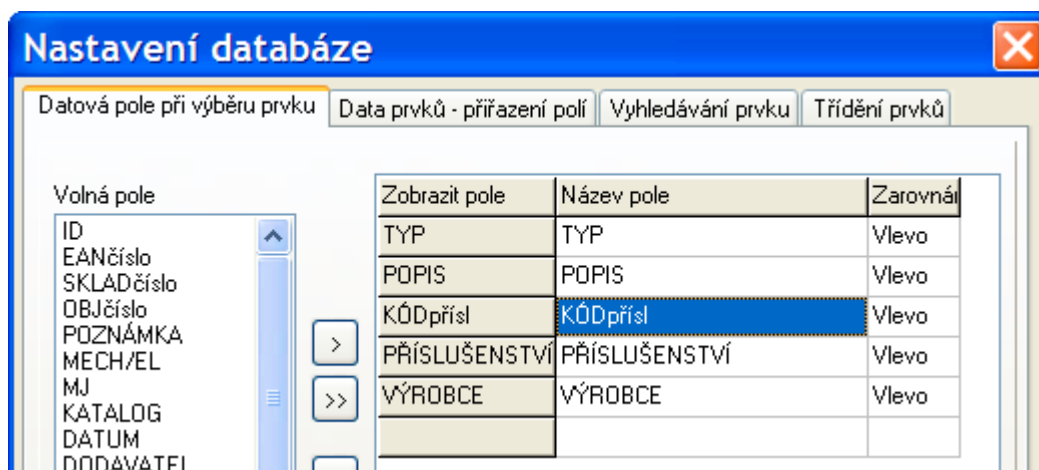 Nastavení databáze
Datová pole při výběru prvku
Data prvků - přiřazení polí
Vyhledávání prvku
Třídění prvků
Volná pole
ID
EANčíslo
SKLADčíslo
OBJčíslo
POZNÁMKA
MECH/EL
MJ
KATALOG
DATUM
DODAVATEL
>
>>
Zobrazit pole Název pole Zarovnán
TYP TYP Vlevo
POPIS POPIS Vlevo
KÓDpřísl KÓDpřísl Vlevo
PŘÍSLUŠENSTVÍ PŘÍSLUŠENSTVÍ Vlevo
VÝROBCE VÝROBCE Vlevo